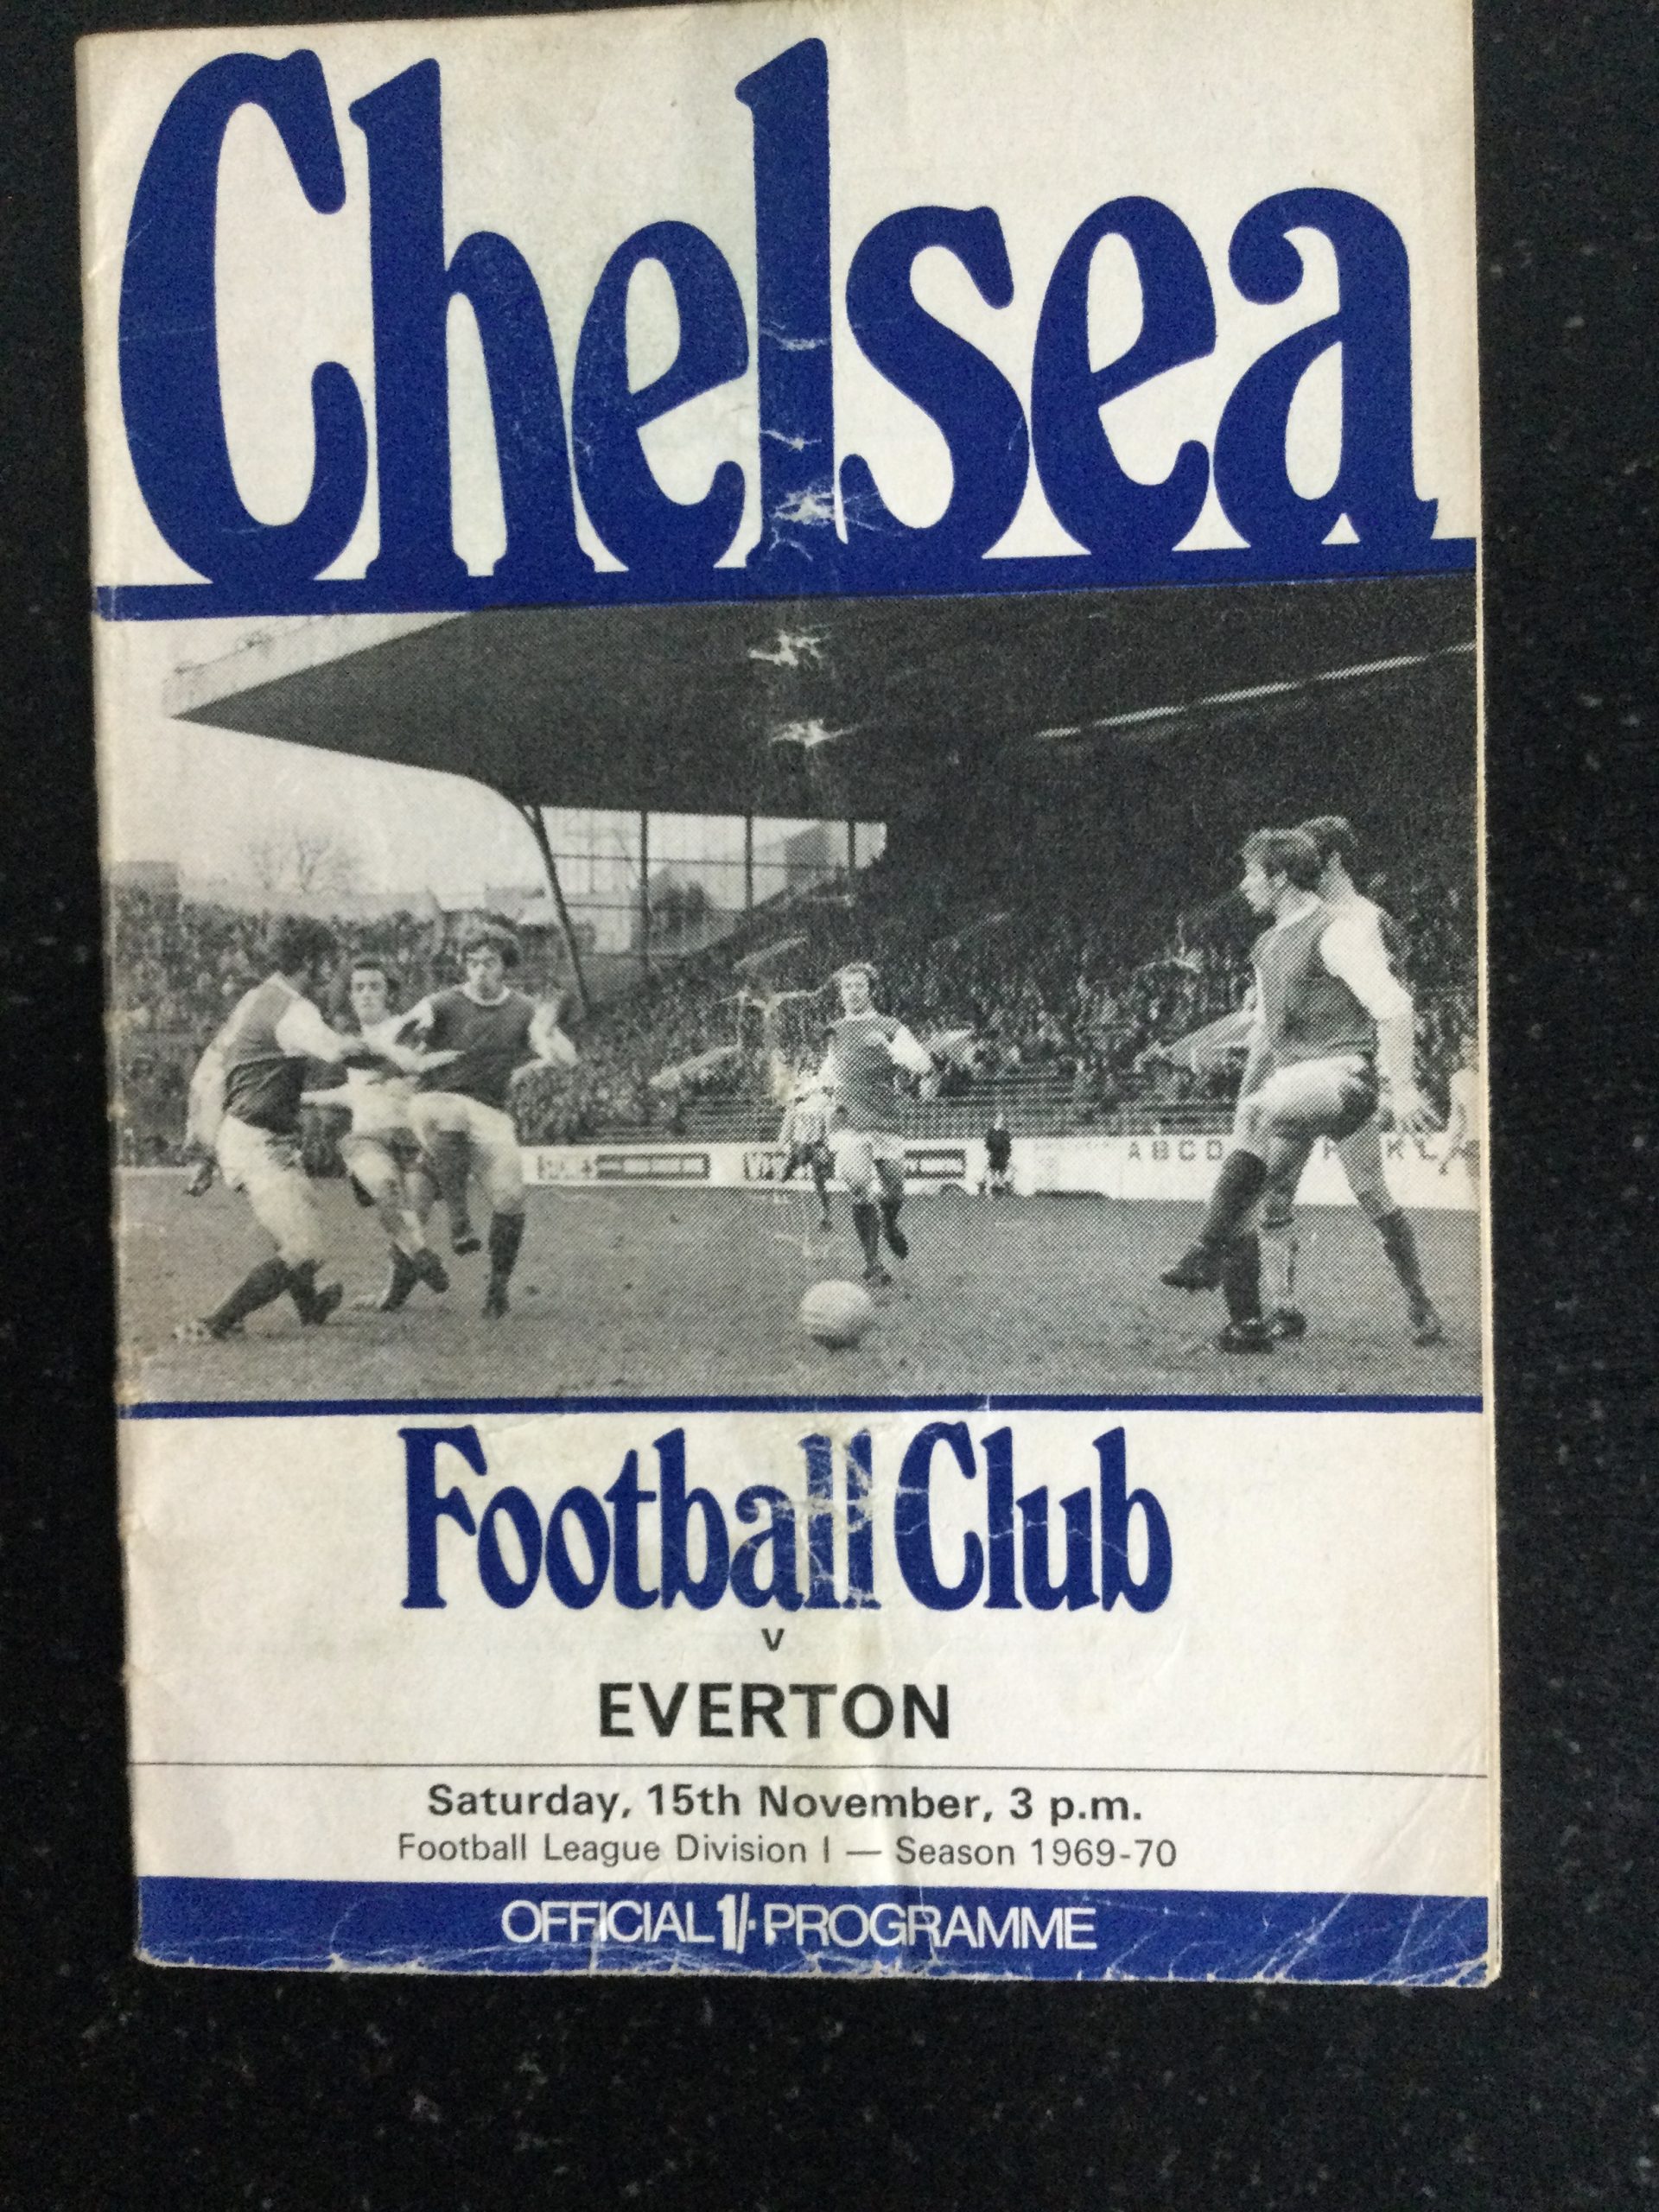 Chelsea
A B C D
K L
Football Club
v
EVERTON
Saturday, 15th November, 3 p.m.
Football League Division I — Season 1969-70
OFFICIAL 1/- PROGRAMME